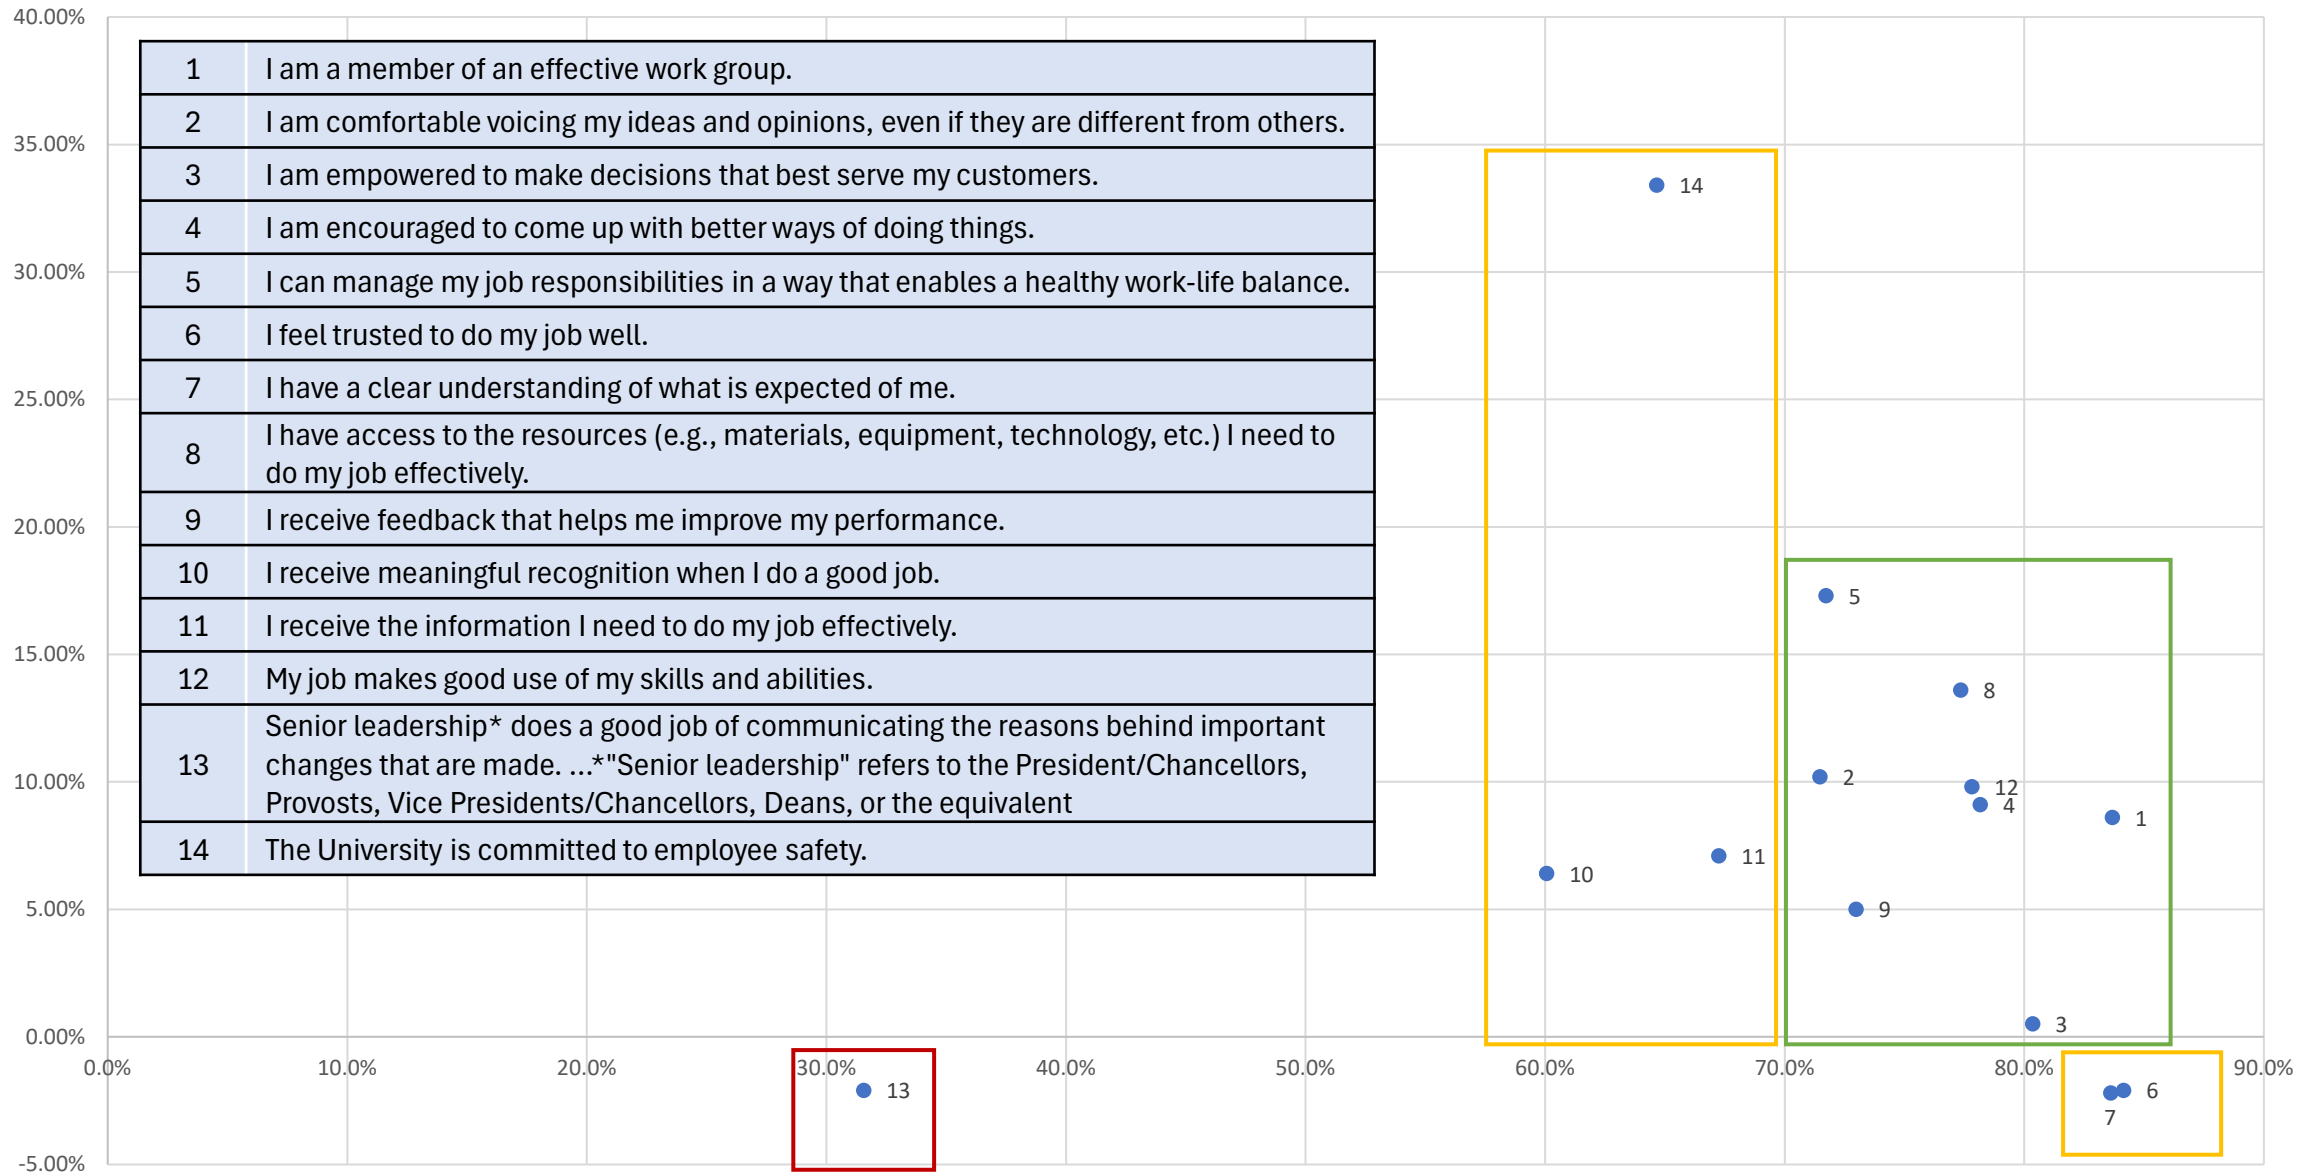 40.00%
35.00%
30.00%
25.00%
20.00%
15.00%
10.00%
5.00%
0.00%
-5.00%
1 I am a member of an effective work group.
2 I am comfortable voicing my ideas and opinions, even if they are different from others.
3 I am empowered to make decisions that best serve my customers.
4 I am encouraged to come up with better ways of doing things.
5 I can manage my job responsibilities in a way that enables a healthy work-life balance.
6 I feel trusted to do my job well.
7 I have a clear understanding of what is expected of me.
8 I have access to the resources (e.g., materials, equipment, technology, etc.) I need to
do my job effectively.
9 I receive feedback that helps me improve my performance.
10 I receive meaningful recognition when I do a good job.
11 I receive the information I need to do my job effectively.
12 My job makes good use of my skills and abilities.
13 Senior leadership* does a good job of communicating the reasons behind important
changes that are made. ...*"Senior leadership" refers to the President/Chancellors,
Provosts, Vice Presidents/Chancellors, Deans, or the equivalent
14 The University is committed to employee safety.
14
5
8
2
12
4
1
11
10
9
3
13
6
7
0.0% 10.0% 20.0% 30.0% 40.0% 50.0% 60.0% 70.0% 80.0% 90.0%